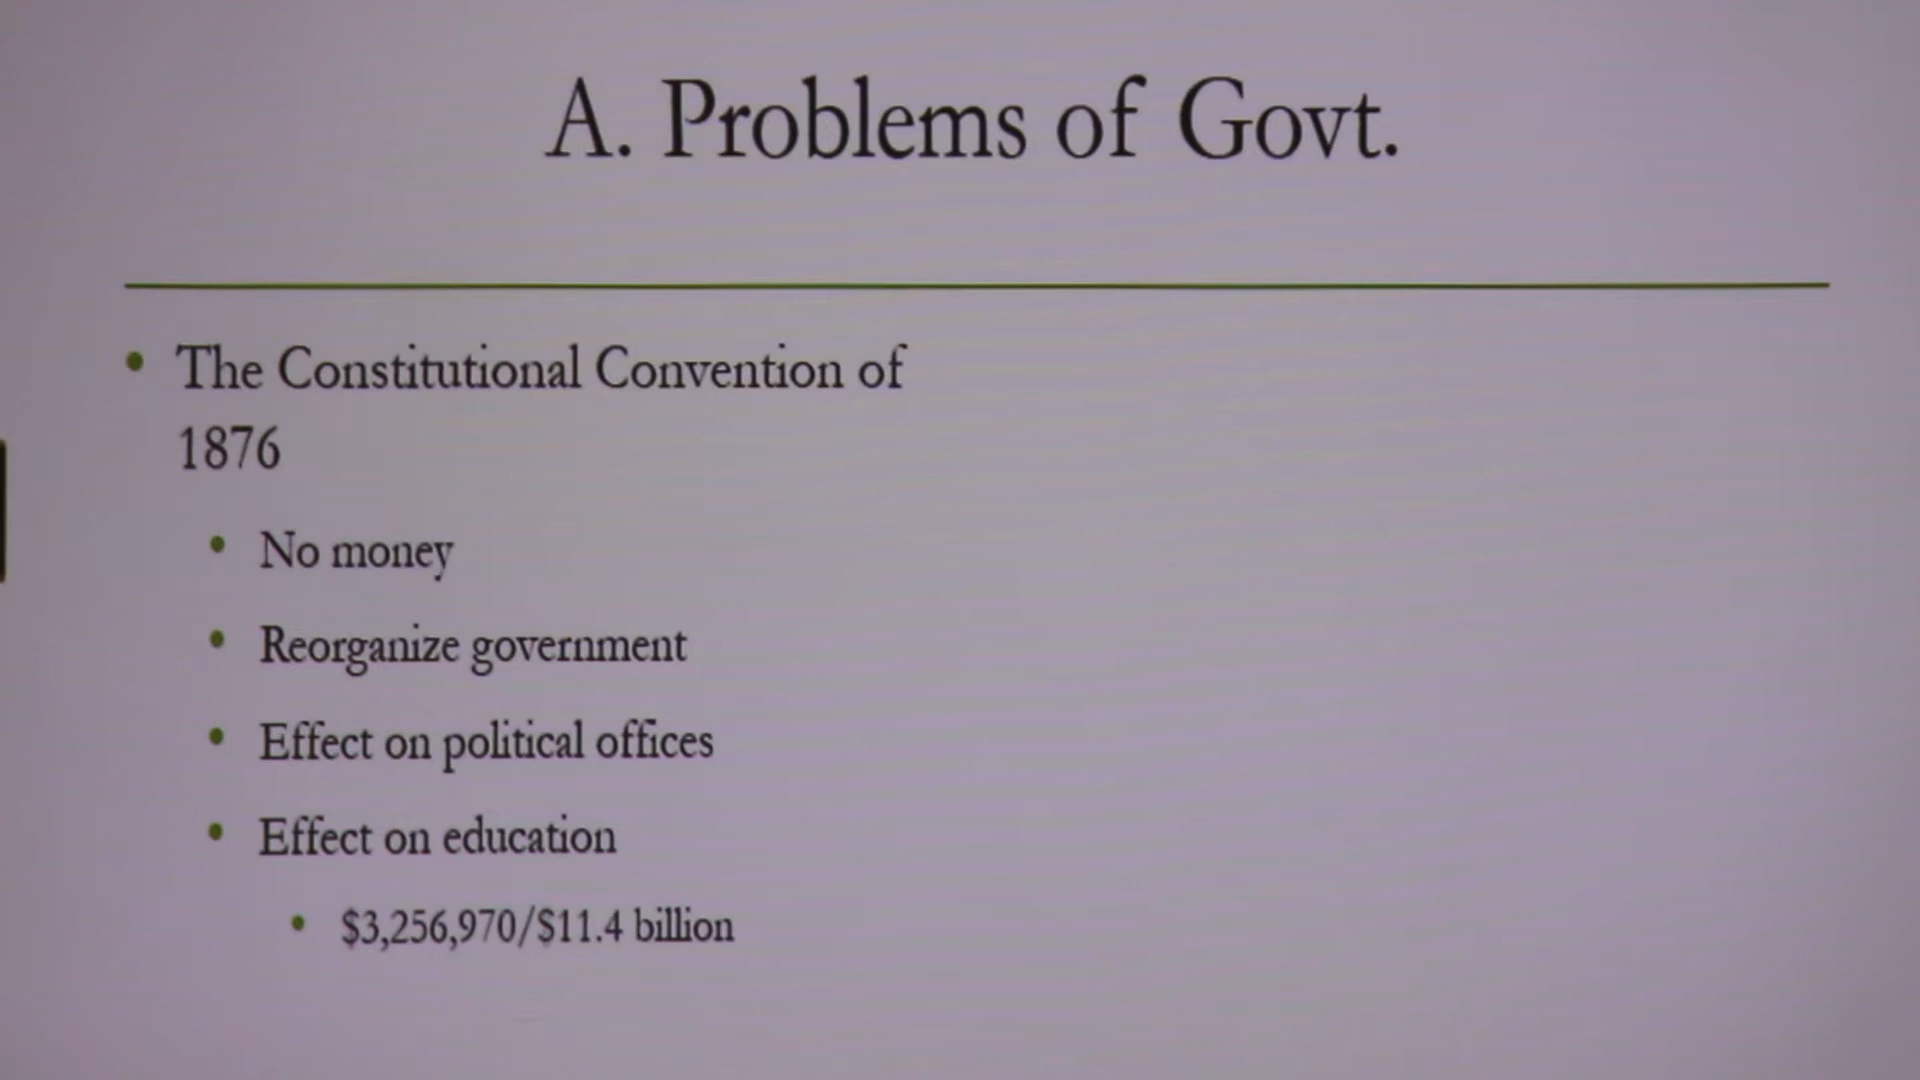 A. Problems of Govt.
The Constitutional Convention of
1876
No money
Reorganize government
Effect on political offices
Effect on education
$3,256,970/$11.4 billion